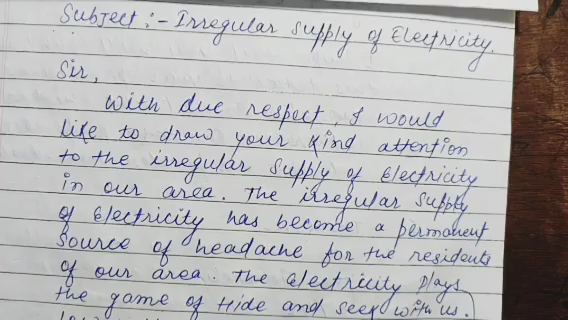 Subject :- Irregular Supply of Electricity.
Sir,
With due respect, I would
like to draw your kind attention
to the irregular supply of Electricity
in our area. The irregular Supply
of Electricity has become a permanent
Source of headache for the residents
of our area. The electricity plays
the game of Hide and seek with us.